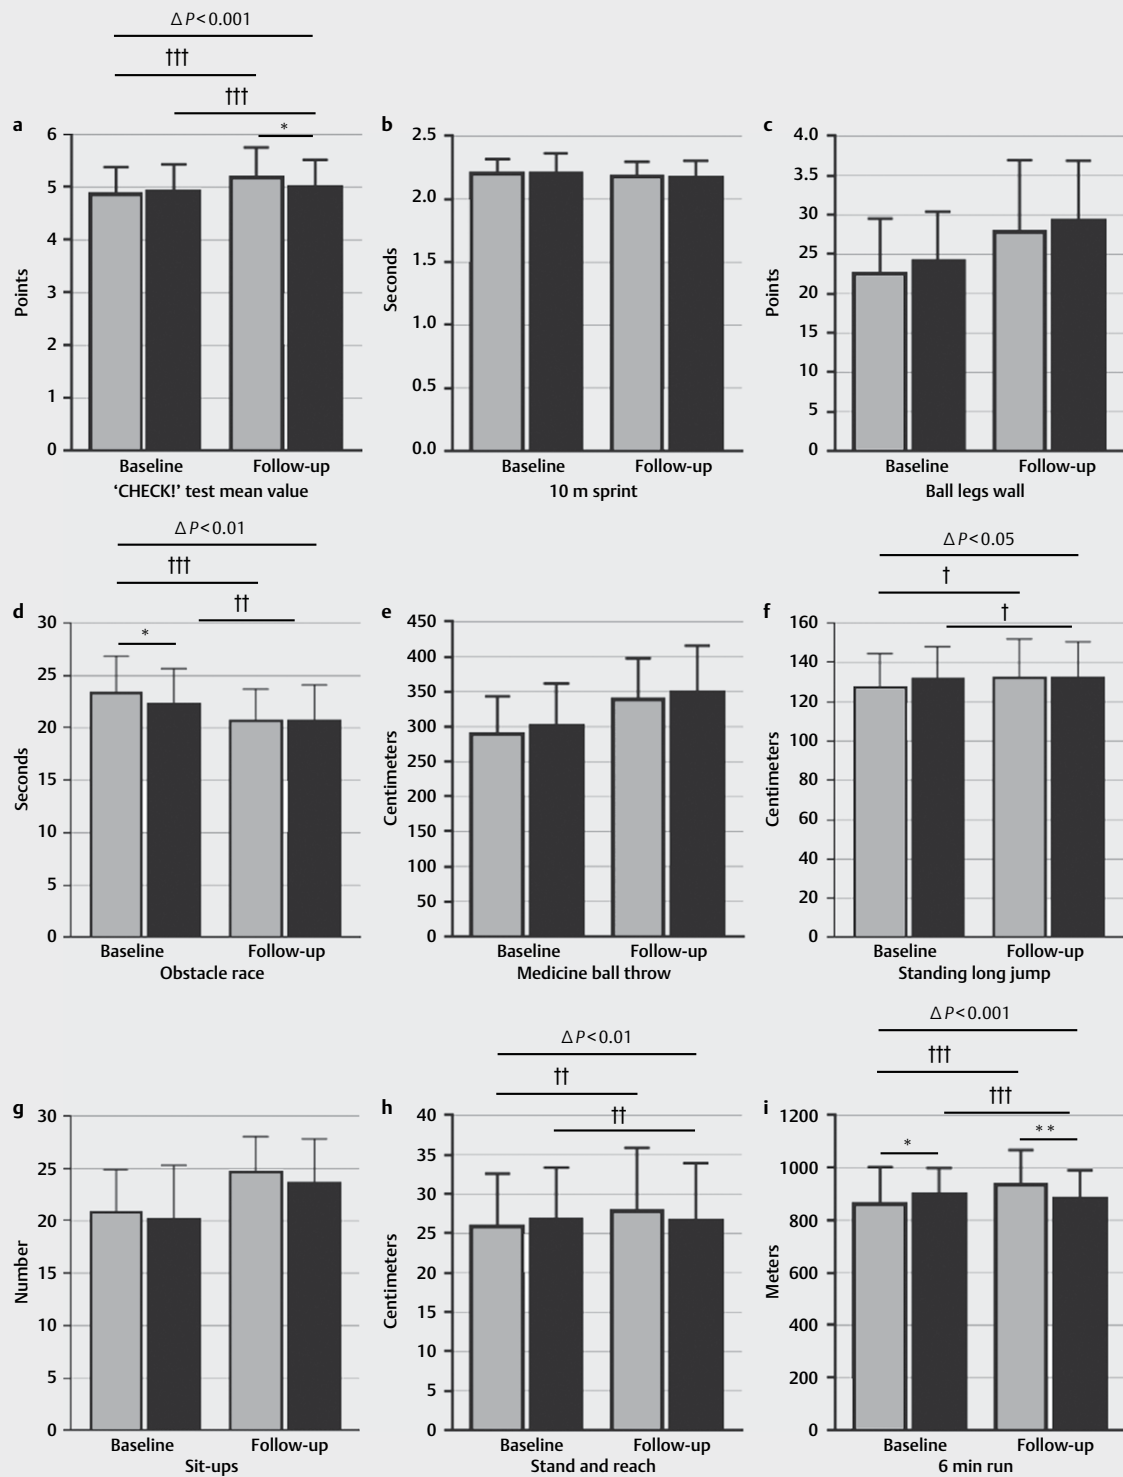 Δ P < 0.001
†††
†††
*
a
6
5
4
3
2
1
0
Points
Baseline Follow-up
'CHECK!' test mean value
b
2.5
2.0
1.5
1.0
0.5
0.0
Seconds
Baseline Follow-up
10 m sprint
c
4.0
3.5
30
25
20
15
10
5
0
Points
Baseline Follow-up
Ball legs wall
Δ P < 0.01
†††
††
*
d
30
25
20
15
10
5
0
Seconds
Baseline Follow-up
Obstacle race
e
450
400
350
300
250
200
150
100
50
0
Centimeters
Baseline Follow-up
Medicine ball throw
Δ P < 0.05
†
†
f
160
140
120
100
80
60
40
20
0
Centimeters
Baseline Follow-up
Standing long jump
g
30
25
20
15
10
5
0
Number
Baseline Follow-up
Sit-ups
Δ P < 0.01
††
††
h
40
35
30
25
20
15
10
5
0
Centimeters
Baseline Follow-up
Stand and reach
Δ P < 0.001
†††
†††
*
**
i
1200
1000
800
600
400
200
0
Meters
Baseline Follow-up
6 min run